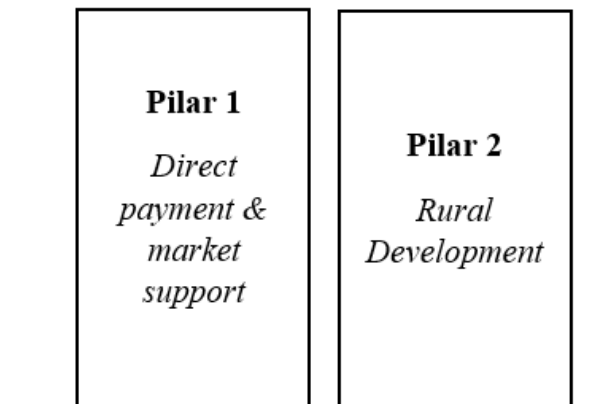 Pilar 1
Direct
payment &
market
support
Pilar 2
Rural
Development